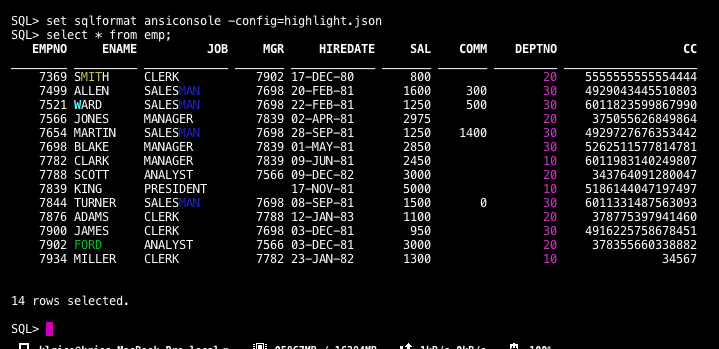 SQL> set sqlformat ansiconsole -config=highlight.json
SQL> select * from emp;
EMPNO ENAME JOB MGR HIREDATE SAL COMM DEPTNO CC
7369 SMITH CLERK 7902 17-DEC-80 800 20 5555555555554444
7499 ALLEN SALESMAN 7698 20-FEB-81 1600 300 30 4929043445510803
7521 WARD SALESMAN 7698 22-FEB-81 1250 500 30 6011823599867990
7566 JONES MANAGER 7839 02-APR-81 2975 20 375055626849864
7654 MARTIN SALESMAN 7698 28-SEP-81 1250 1400 30 4929727676353442
7698 BLAKE MANAGER 7839 01-MAY-81 2850 30 5262511577814781
7782 CLARK MANAGER 7839 09-JUN-81 2450 10 6011983140249807
7788 SCOTT ANALYST 7566 09-DEC-82 3000 20 343764091280047
7839 KING PRESIDENT 17-NOV-81 5000 10 5186144047197497
7844 TURNER SALESMAN 7698 08-SEP-81 1500 0 30 6011331487563093
7876 ADAMS CLERK 7788 12-JAN-83 1100 20 378775397941460
7900 JAMES CLERK 7698 03-DEC-81 950 30 4916225758678451
7902 FORD ANALYST 7566 03-DEC-81 3000 20 378355660338882
7934 MILLER CLERK 7782 23-JAN-82 1300 10 34567
14 rows selected.
SQL>